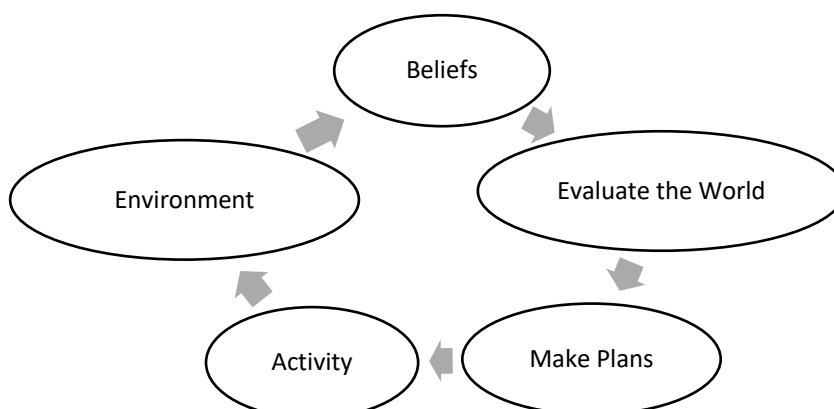 Beliefs
Evaluate the World
Make Plans
Activity
Environment